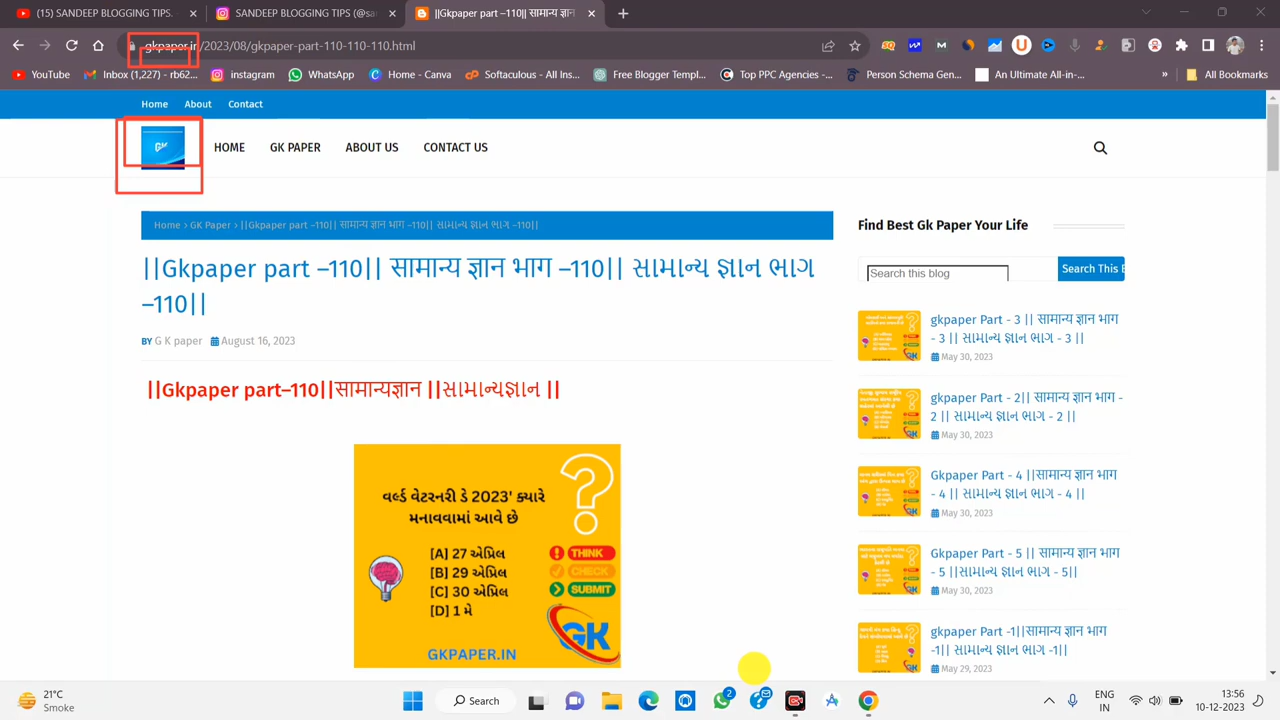 (15) SANDEEP BLOGGING TIPS
SANDEEP BLOGGING TIPS (@sa
||Gkpaper part –110|| सामान्य ज्ञान
gkpaper.in/2023/08/gkpaper-part-110-110-110.html
YouTube
Inbox (1,227) - rb62...
instagram
WhatsApp
Home - Canva
Softaculous - All Ins...
Free Blogger Templ...
Top PPC Agencies -...
Person Schema Gen...
An Ultimate All-in-...
»
All Bookmarks
Home About Contact
GK
HOME GK PAPER ABOUT US CONTACT US
Home > GK Paper > ||Gkpaper part –110|| सामान्य ज्ञान भाग –110|| સામાન્ય જ્ઞાન ભાગ –110||
||Gkpaper part –110|| सामान्य ज्ञान भाग –110|| સામાન્ય જ્ઞાન ભાગ
–110||
BY G K paper August 16, 2023
||Gkpaper part–110||सामान्यज्ञान ||સામાન્યજ્ઞાન ||
વર્લ્ડ વેટરનરી ડે 2023' ક્યારે
મનાવવામાં આવે છે
[A] 27 એપ્રિલ
[B] 29 એપ્રિલ
[C] 30 એપ્રિલ
[D] 1 મે
THINK
CHECK
SUBMIT
GK
GKPAPER.IN
Find Best Gk Paper Your Life
Search this blog
Search This B
gkpaper Part - 3 || सामान्य ज्ञान भाग
- 3 || સામાન્ય જ્ઞાન ભાગ - 3 ||
May 30, 2023
gkpaper Part - 2|| सामान्य ज्ञान भाग -
2 || સામાન્ય જ્ઞાન ભાગ - 2 ||
May 30, 2023
Gkpaper Part - 4 ||सामान्य ज्ञान भाग
- 4 || સામાન્ય જ્ઞાન ભાગ - 4 ||
May 30, 2023
Gkpaper Part - 5 || सामान्य ज्ञान भाग
- 5 ||સામાન્ય જ્ઞાન ભાગ - 5||
May 30, 2023
gkpaper Part -1||सामान्य ज्ञान भाग
-1|| સામાન્ય જ્ઞાન ભાગ -1||
May 29, 2023
21°C
Smoke
Search
2
ENG
IN
13:56
10-12-2023